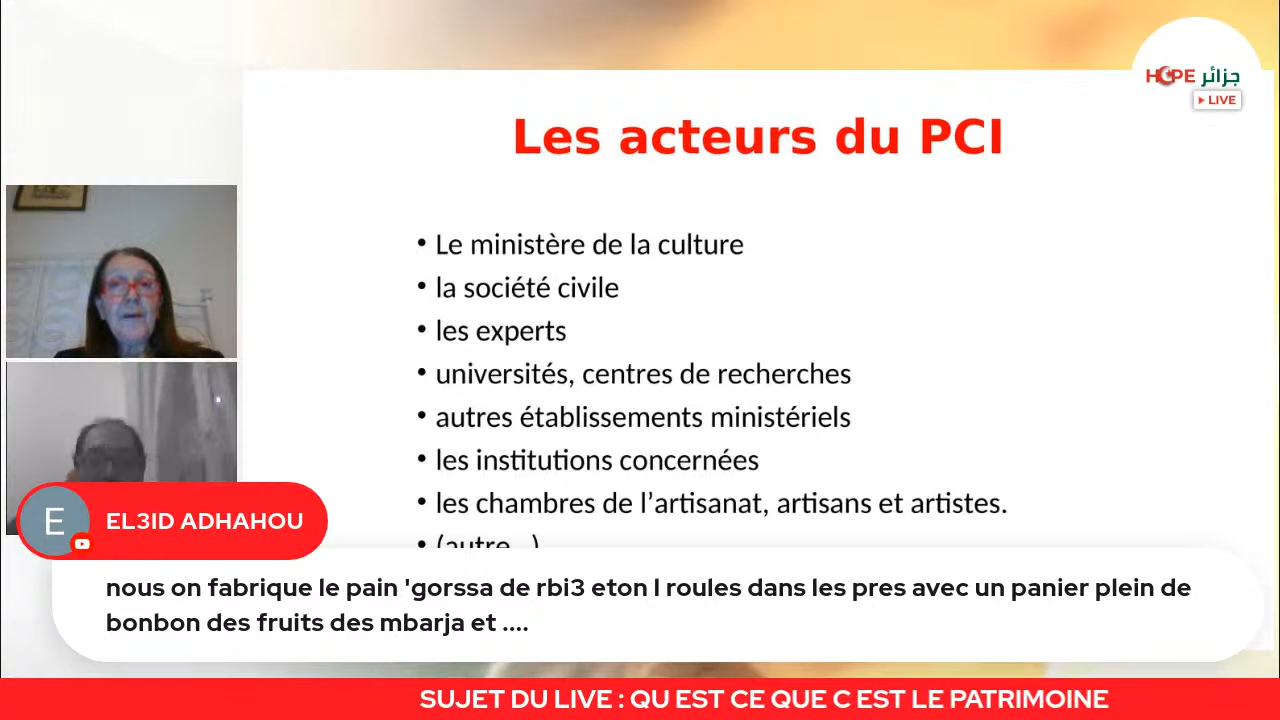 HOPE جزائر
LIVE
Les acteurs du PCI
• Le ministère de la culture
• la société civile
• les experts
• universités, centres de recherches
• autres établissements ministériels
• les institutions concernées
• les chambres de l’artisanat, artisans et artistes.
• (autre...)
E
EL3ID ADHAHOU
nous on fabrique le pain 'gorssa de rbi3 eton l roules dans les pres avec un panier plein de
bonbon des fruits des mbarja et ....
SUJET DU LIVE : QU EST CE QUE C EST LE PATRIMOINE